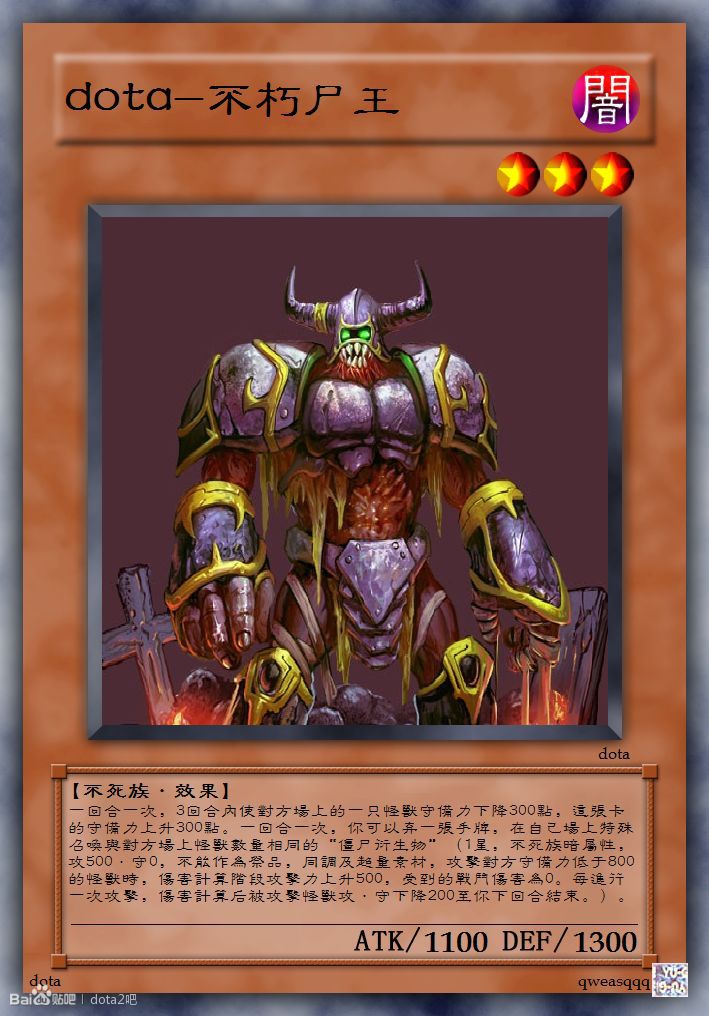 dota-不朽尸王
闇
dota
【不死族·效果】
一回合一次，3回合內使對方場上的一只怪獸守備力下降300點，這張卡
的守備力上升300點。一回合一次，你可以弃一張手牌，在自已場上特殊
召喚與對方場上怪獸數量相同的“僵尸衍生物”（1星，不死族暗屬性，
攻500·守0，不能作為祭品，同調及超量素材，攻擊對方守備力低于800
的怪獸時，傷害計算階段攻擊力上升500，受到的戰鬥傷害為0。每進行
一次攻擊，傷害計算后被攻擊怪獸攻·守下降200至你下回合結束。）。
ATK/1100 DEF/1300
dota
qweasqqq
Bai贴吧|dota2吧